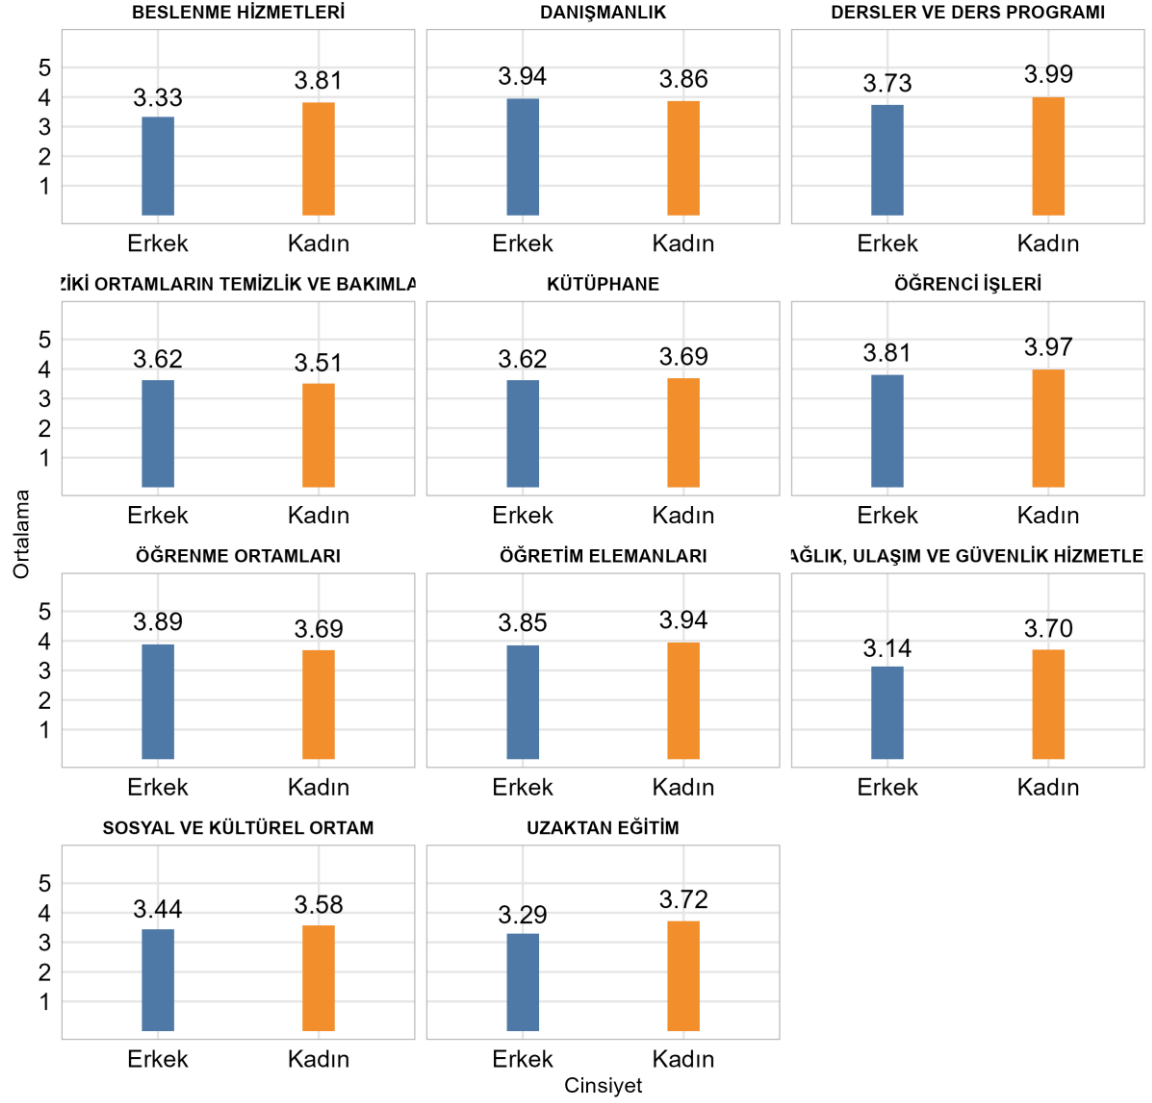 BESLENME HİZMETLERİ
DANIŞMANLIK
DERSLER VE DERS PROGRAMI
5
4
3
2
1
3.33
3.81
3.94
3.86
3.73
3.99
Erkek
Kadın
Erkek
Kadın
Erkek
Kadın
ZİKİ ORTAMLARIN TEMİZLİK VE BAKIMLA
KÜTÜPHANE
ÖĞRENCİ İŞLERİ
5
4
3
2
1
3.62
3.51
3.62
3.69
3.81
3.97
Erkek
Kadın
Erkek
Kadın
Erkek
Kadın
Ortalama
ÖĞRENME ORTAMLARI
ÖĞRETİM ELEMANLARI
AĞLIK, ULAŞIM VE GÜVENLİK HİZMETLE
5
4
3
2
1
3.89
3.69
3.85
3.94
3.14
3.70
Erkek
Kadın
Erkek
Kadın
Erkek
Kadın
SOSYAL VE KÜLTÜREL ORTAM
UZAKTAN EĞİTİM
5
4
3
2
1
3.44
3.58
3.29
3.72
Erkek
Kadın
Erkek
Kadın
Cinsiyet